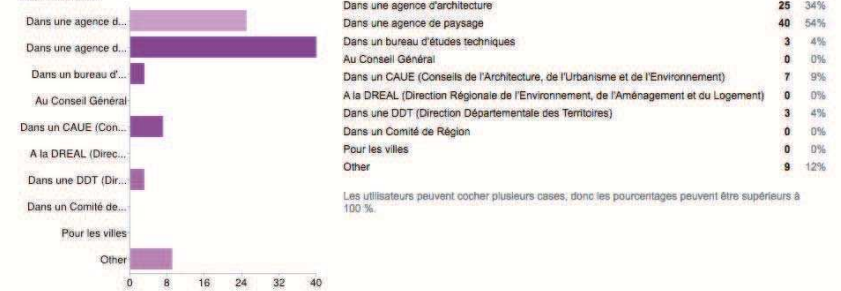 Dans une agence d...
Dans une agence d...
Dans un bureau d'...
Au Conseil Général
Dans un CAUE (Con...
A la DREAL (Direc...
Dans une DDT (Dir...
Dans un Comité de...
Pour les villes
Other
0 8 16 24 32 40
Dans une agence d'architecture 25 34%
Dans une agence de paysage 40 54%
Dans un bureau d'études techniques 3 4%
Au Conseil Général 0 0%
Dans un CAUE (Conseils de l'Architecture, de l'Urbanisme et de l'Environnement) 7 9%
A la DREAL (Direction Régionale de l'Environnement, de l'Aménagement et du Logement) 0 0%
Dans une DDT (Direction Départementale des Territoires) 3 4%
Dans un Comité de Région 0 0%
Pour les villes 0 0%
Other 9 12%
Les utilisateurs peuvent cocher plusieurs cases, donc les pourcentages peuvent être supérieurs à
100 %.